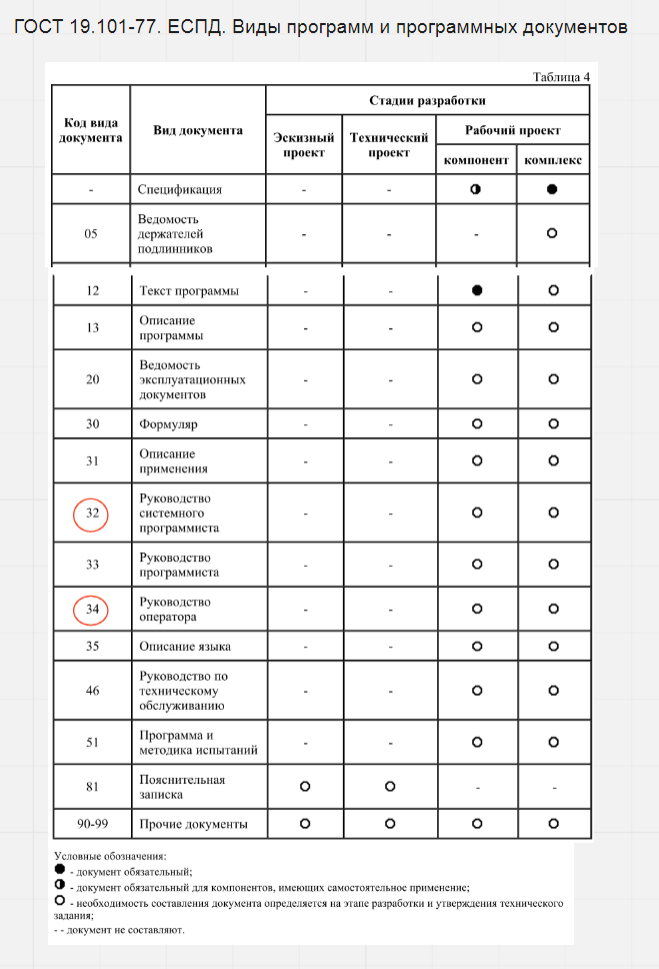 ГОСТ 19.101-77. ЕСПД. Виды программ и программных документов
Таблица 4
Код вида
документа
Вид документа
Стадии разработки
Эскизный
проект
Технический
проект
Рабочий проект
компонент
комплекс
- Спецификация - - ◑ ●
05
Ведомость
держателей
подлинников
- - - ○
12 Текст программы - - ● ○
13
Описание
программы
- - ○ ○
20
Ведомость
эксплуатационных
документов
- - ○ ○
30 Формуляр - - ○ ○
31
Описание
применения
- - ○ ○
32
Руководство
системного
программиста
- - ○ ○
33
Руководство
программиста
- - ○ ○
34
Руководство
оператора
- - ○ ○
35 Описание языка - - ○ ○
46
Руководство по
техническому
обслуживанию
- - ○ ○
51
Программа и
методика испытаний
- - ○ ○
81
Пояснительная
записка
○ ○ - -
90-99 Прочие документы ○ ○ ○ ○
Условные обозначения:
● - документ обязательный;
◑ - документ обязательный для компонентов, имеющих самостоятельное применение;
○ - необходимость составления документа определяется на этапе разработки и утверждения технического
задания;
- - документ не составляют.